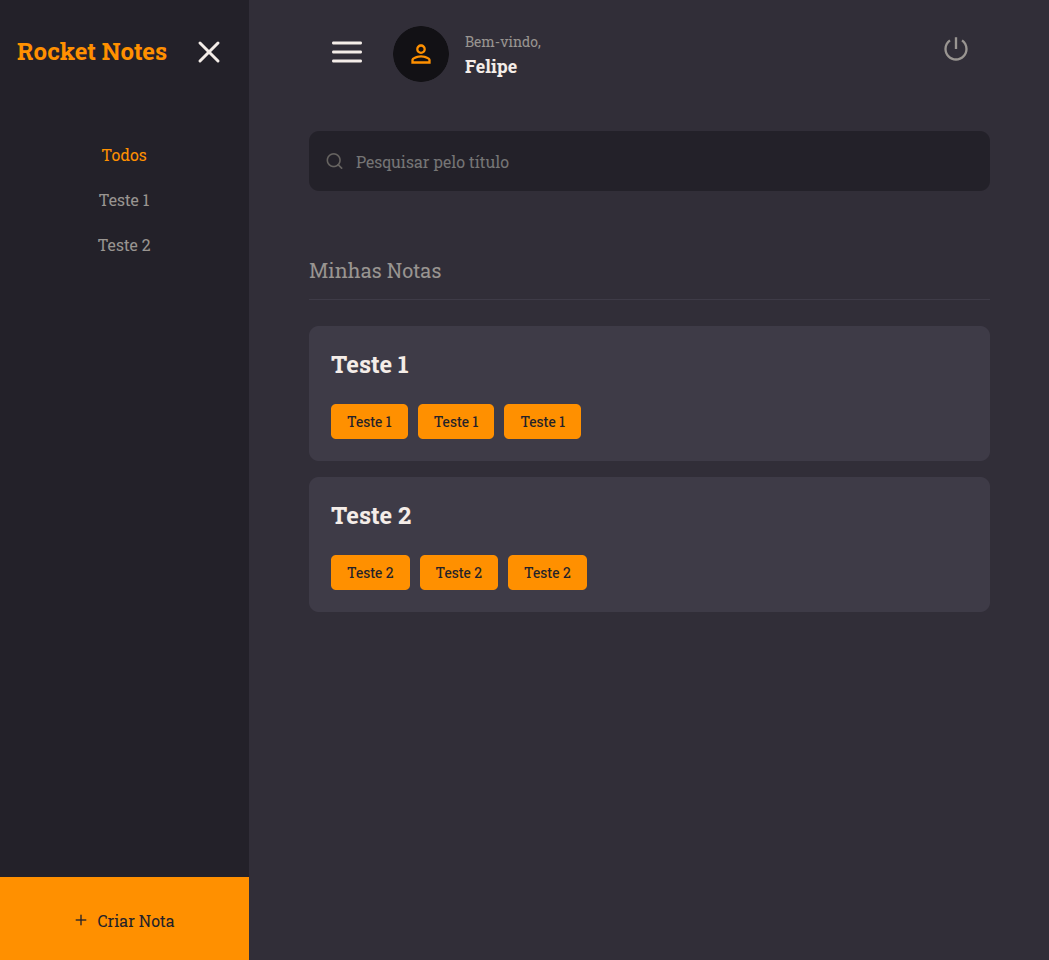 Rocket Notes
Todos
Teste 1
Teste 2
Criar Nota
Bem-vindo,
Felipe
Pesquisar pelo título
Minhas Notas
Teste 1
Teste 1 Teste 1 Teste 1
Teste 2
Teste 2 Teste 2 Teste 2